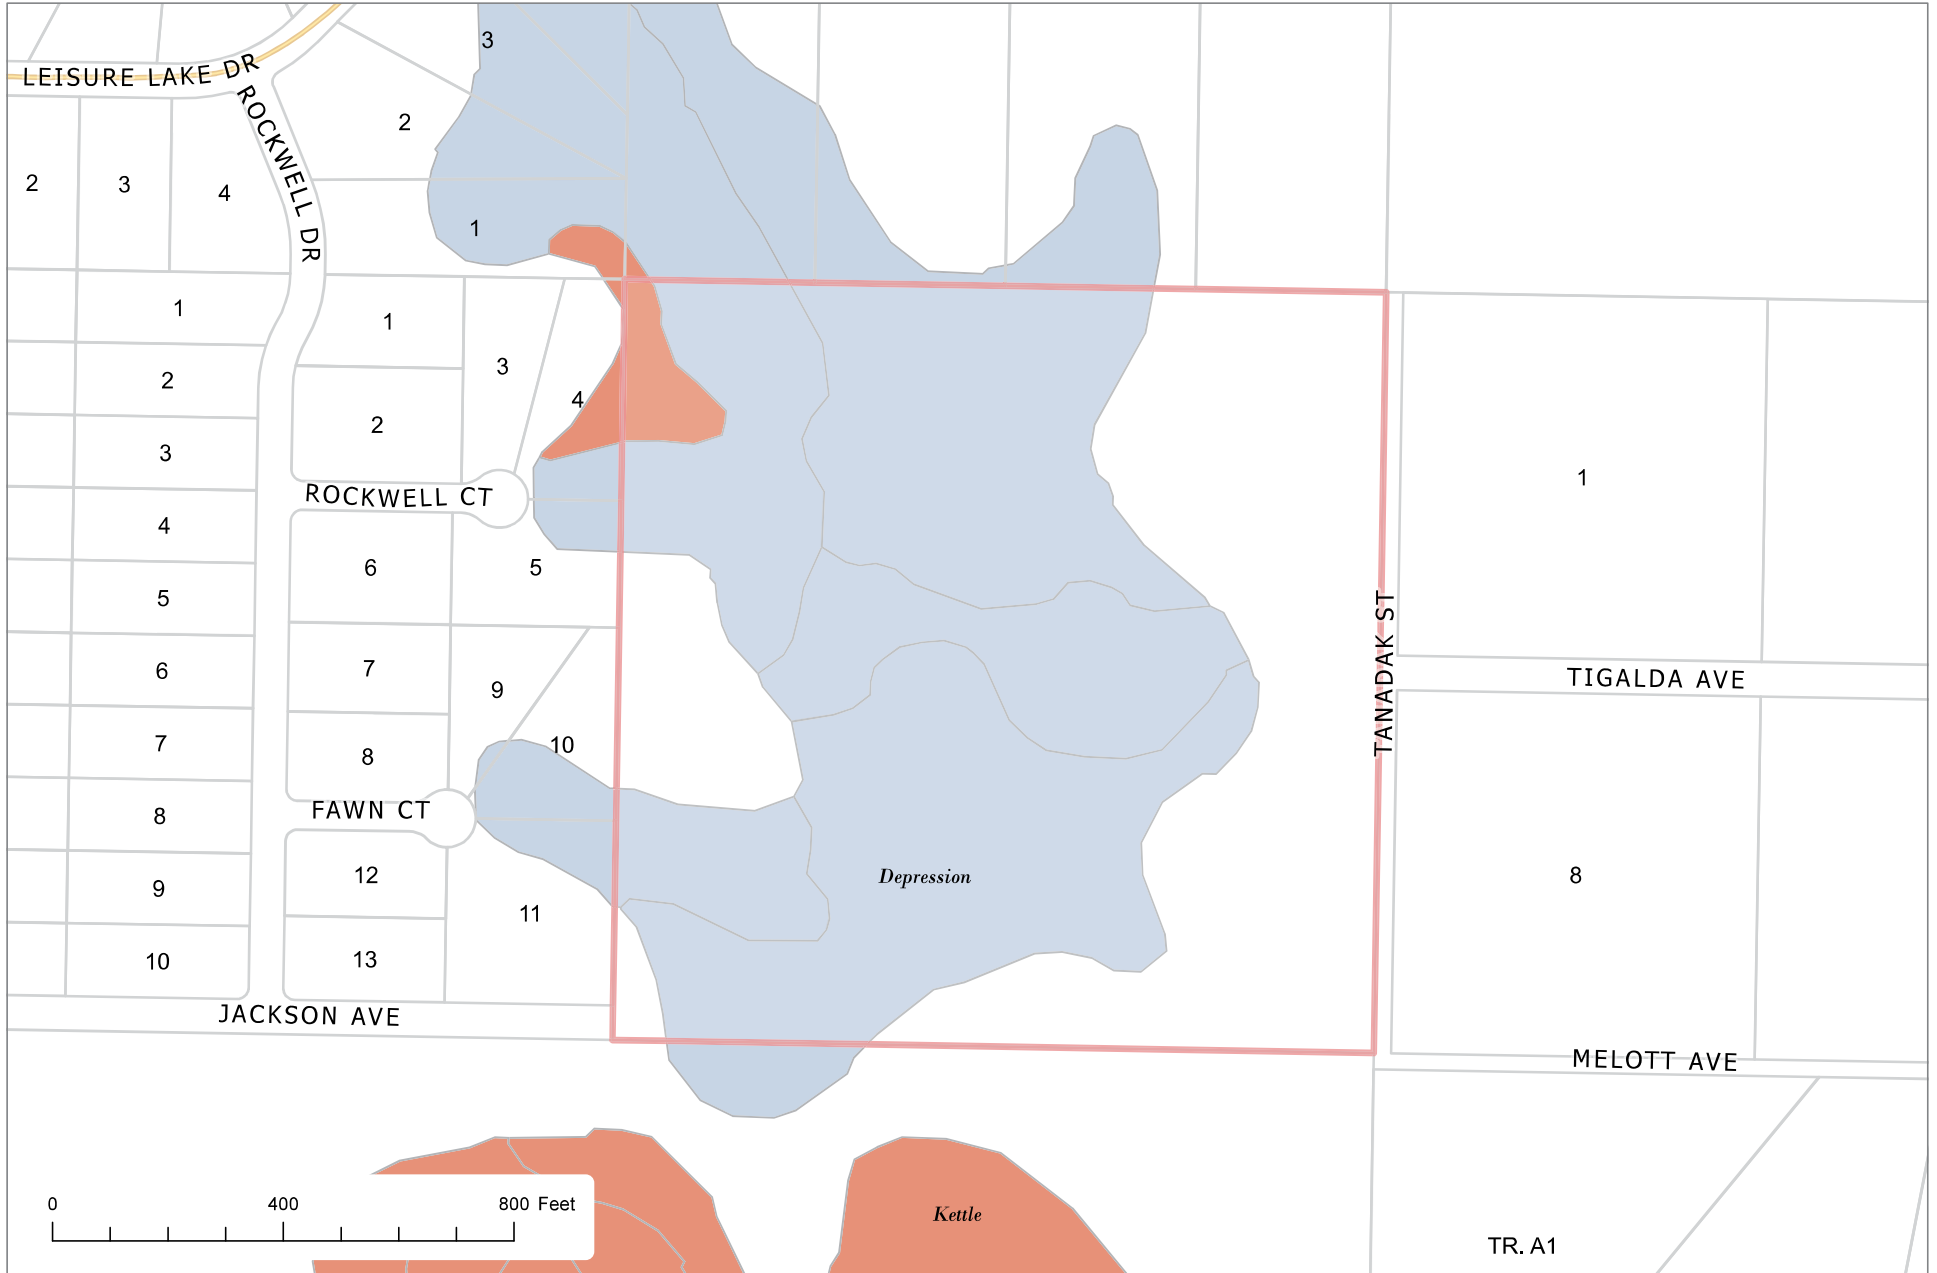 3
LEISURE LAKE DR
ROCKWELL DR
2
2
3
4
1
1
1
3
2
4
2
3
1
ROCKWELL CT
4
6
5
5
7
9
TANADAK ST
TIGALDA AVE
6
7
8
10
FAWN CT
8
12
Depression
8
9
11
10
13
JACKSON AVE
MELOTT AVE
Kettle
0 400 800 Feet
TR. A1